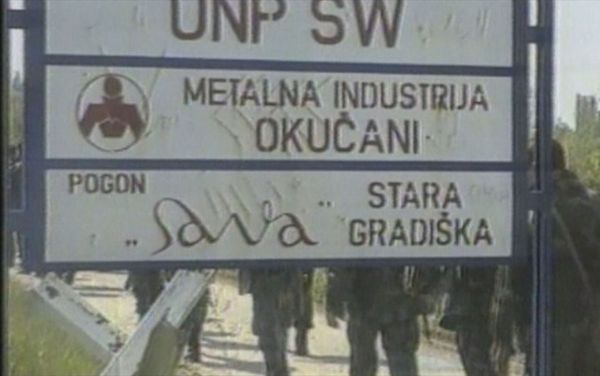 UNP SW
METALNA INDUSTRIJA
OKUČANI
POGON „Sava" STARA
GRADIŠKA